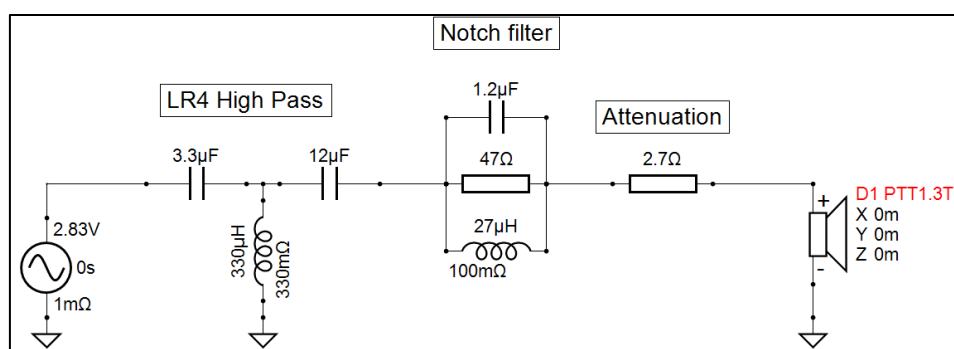 Notch filter
LR4 High Pass
1.2µF
Attenuation
3.3µF
12µF
47Ω
2.7Ω
2.83V
0s
1mΩ
330µH
330mΩ
27µH
100mΩ
D1 PTT1.3T
+
X 0m
Y 0m
Z 0m
-